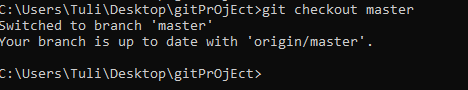 C:\Users\Tuli\Desktop\gitPrOjEct>git checkout master
Switched to branch 'master'
Your branch is up to date with 'origin/master'.
C:\Users\Tuli\Desktop\gitPrOjEct>